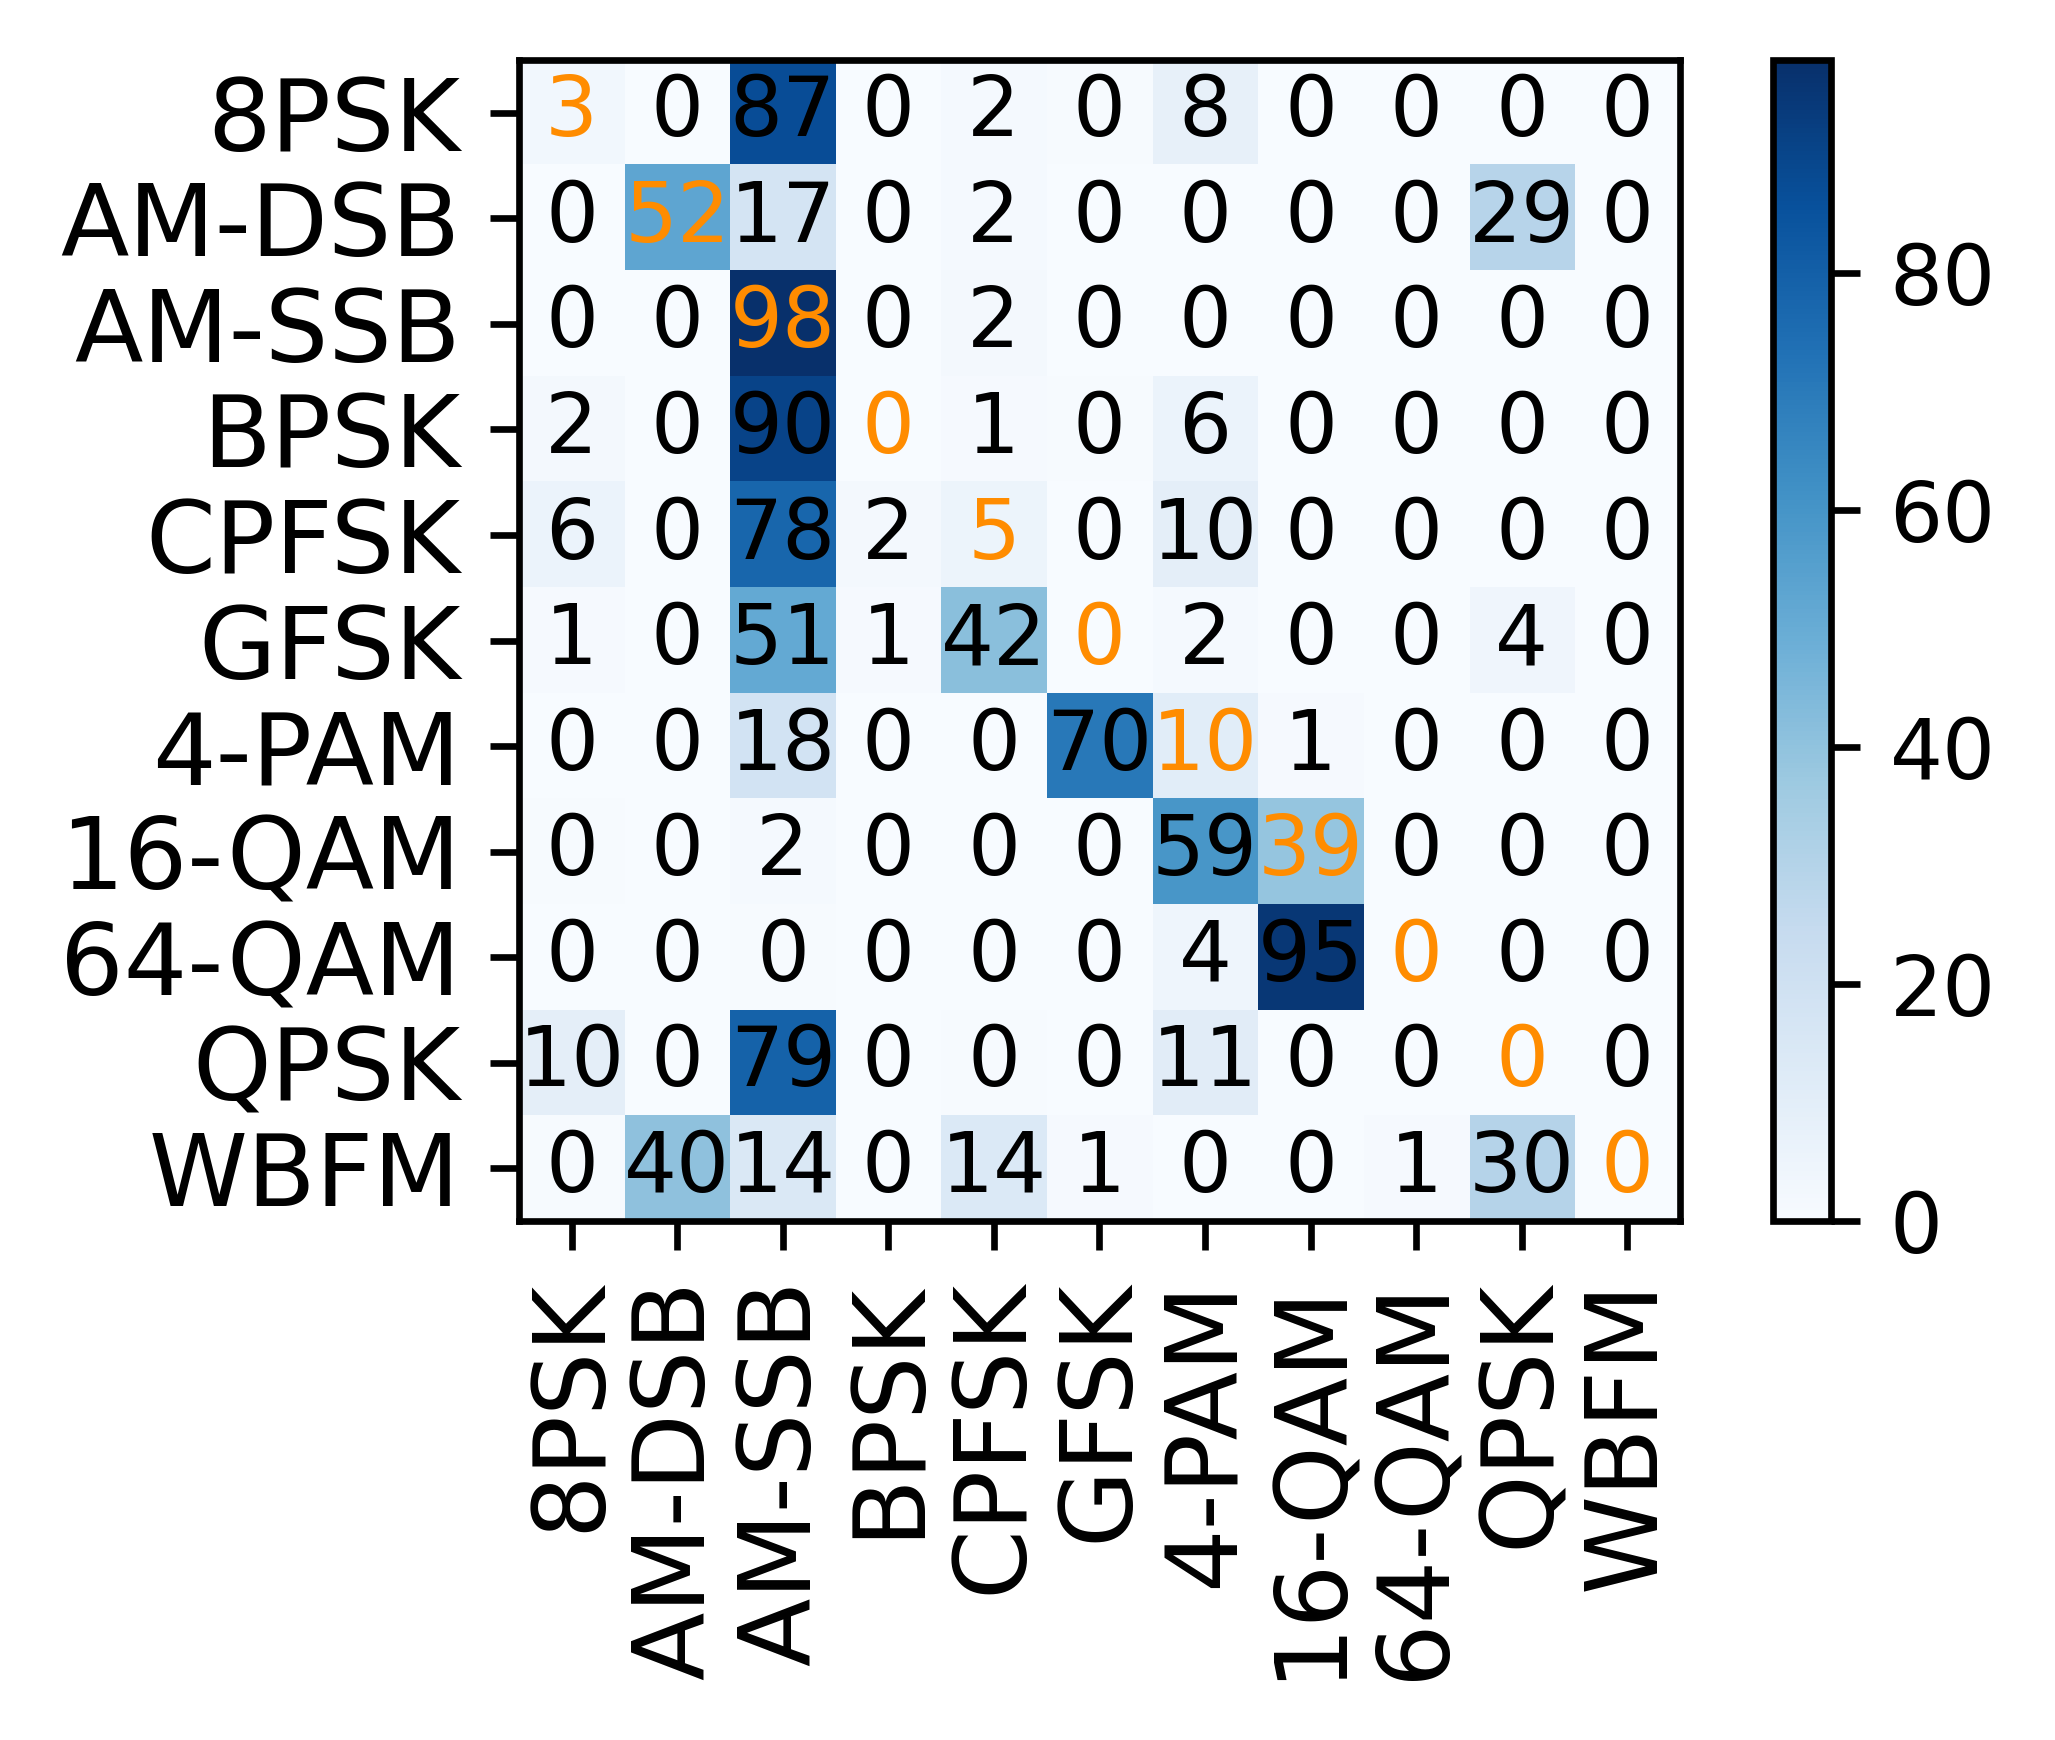 8PSK 3 0 87 0 2 0 8 0 0 0 0
AM-DSB 0 52 17 0 2 0 0 0 0 29 0
AM-SSB 0 0 98 0 2 0 0 0 0 0 0
BPSK 2 0 90 0 1 0 6 0 0 0 0
CPFSK 6 0 78 2 5 0 10 0 0 0 0
GFSK 1 0 51 1 42 0 2 0 0 4 0
4-PAM 0 0 18 0 0 70 10 1 0 0 0
16-QAM 0 0 2 0 0 0 59 39 0 0 0
64-QAM 0 0 0 0 0 0 4 95 0 0 0
QPSK 10 0 79 0 0 0 11 0 0 0 0
WBFM 0 40 14 0 14 1 0 0 1 30 0
8PSK
AM-DSB
AM-SSB
BPSK
CPFSK
GFSK
4-PAM
16-QAM
64-QAM
QPSK
WBFM
80
60
40
20
0